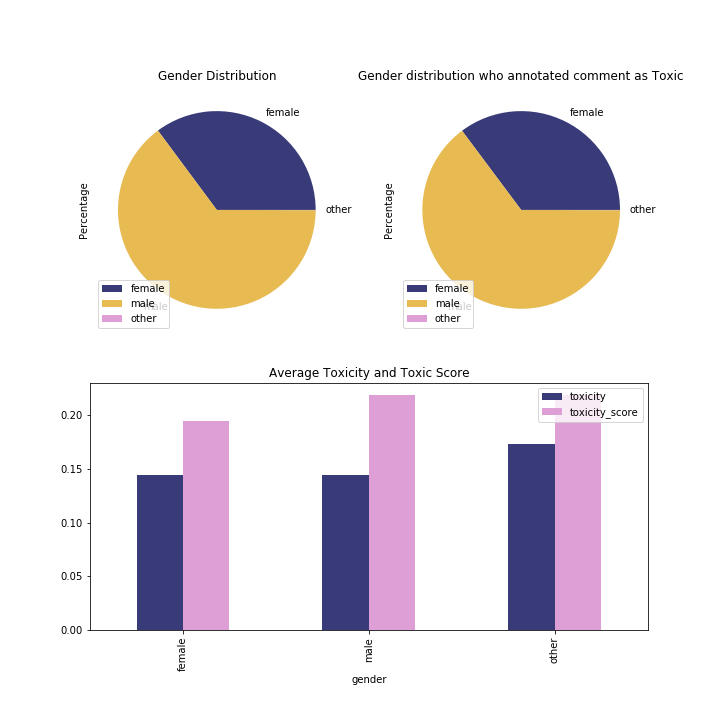 Gender Distribution
female
other
male
Percentage
female
male
other
Gender distribution who annotated comment as Toxic
female
other
male
Percentage
female
male
other
Average Toxicity and Toxic Score
toxicity
toxicity_score
0.20
0.15
0.10
0.05
0.00
female
male
other
gender